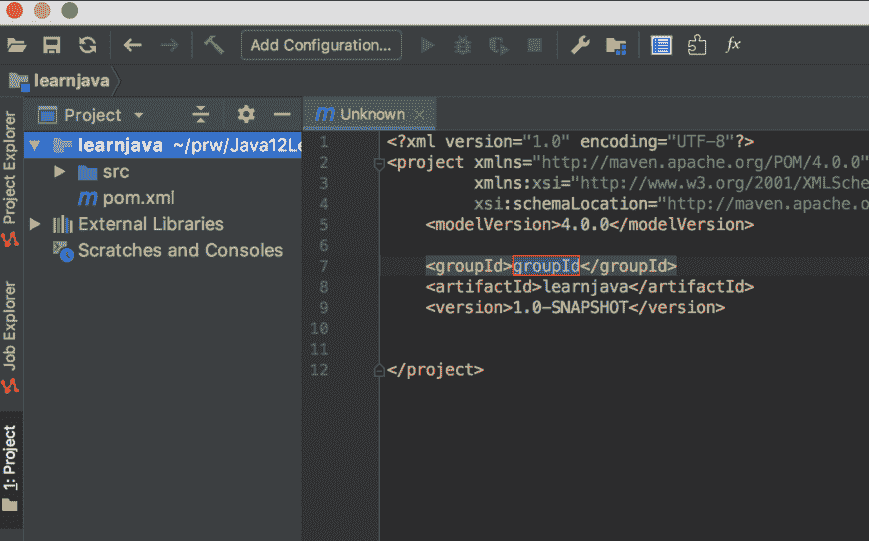 Add Configuration...
fx
learnjava
Project
Unknown
learnjava ~/prw/Java12Le
src
pom.xml
External Libraries
Scratches and Consoles
Project Explorer
Job Explorer
1: Project
1 <?xml version="1.0" encoding="UTF-8"?>
2 <project xmlns="http://maven.apache.org/POM/4.0.0"
3 xmlns:xsi="http://www.w3.org/2001/XMLSche
4 xsi:schemaLocation="http://maven.apache.o
5 <modelVersion>4.0.0</modelVersion>
6
7 <groupId>groupId</groupId>
8 <artifactId>learnjava</artifactId>
9 <version>1.0-SNAPSHOT</version>
10
11
12 </project>